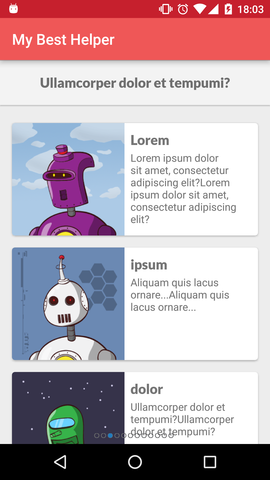 18:03
My Best Helper
Ullamcorper dolor et tempumi?
Lorem
Lorem ipsum dolor
sit amet, consectetur
adipiscing elit?Lorem
ipsum dolor sit amet,
consectetur adipiscing
elit?
ipsum
Aliquam quis lacus
ornare...Aliquam quis
lacus ornare...
dolor
Ullamcorper dolor et
tempumi?Ullamcorper
dolor et tempumi?